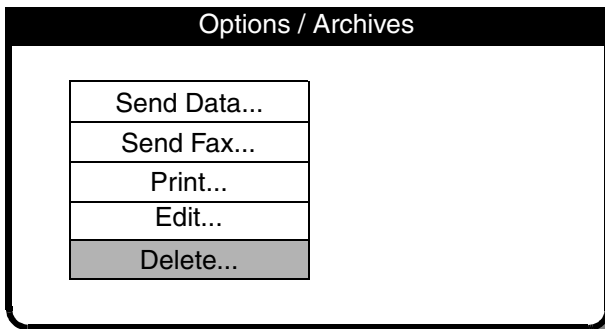 Options / Archives
Send Data...
Send Fax...
Print...
Edit...
Delete...